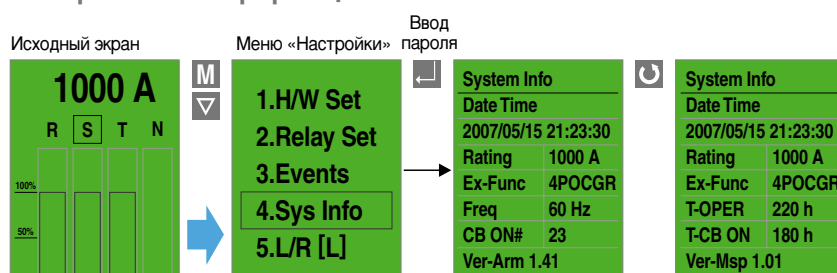 Исходный экран
1000 A
R S T N
100%
50%
M
Меню «Настройки»
1.H/W Set
2.Relay Set
3.Events
4.Sys Info
5.L/R [L]
Ввод
пароля
System Info
Date Time
2007/05/15 21:23:30
Rating 1000 A
Ex-Func 4POCGR
Freq 60 Hz
CB ON# 23
Ver-Arm 1.41
System Info
Date Time
2007/05/15 21:23:30
Rating 1000 A
Ex-Func 4POCGR
T-OPER 220 h
T-CB ON 180 h
Ver-Msp 1.01